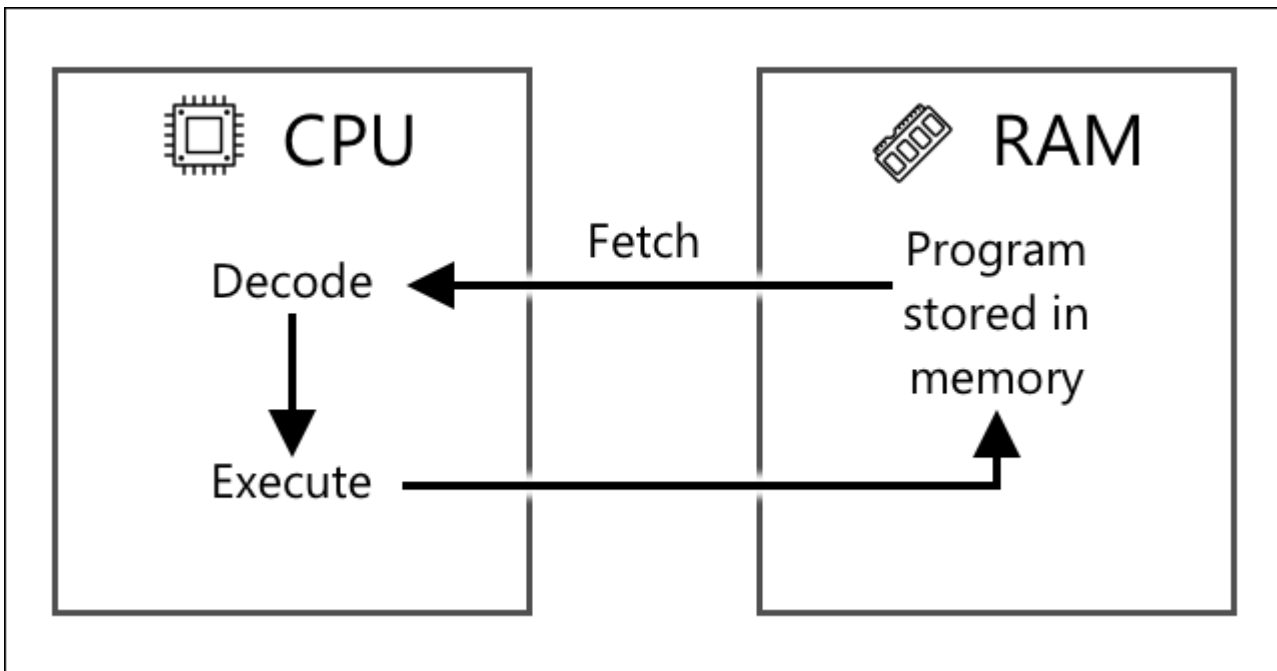 CPU
RAM
Fetch
Decode
Program
stored in
memory
Execute